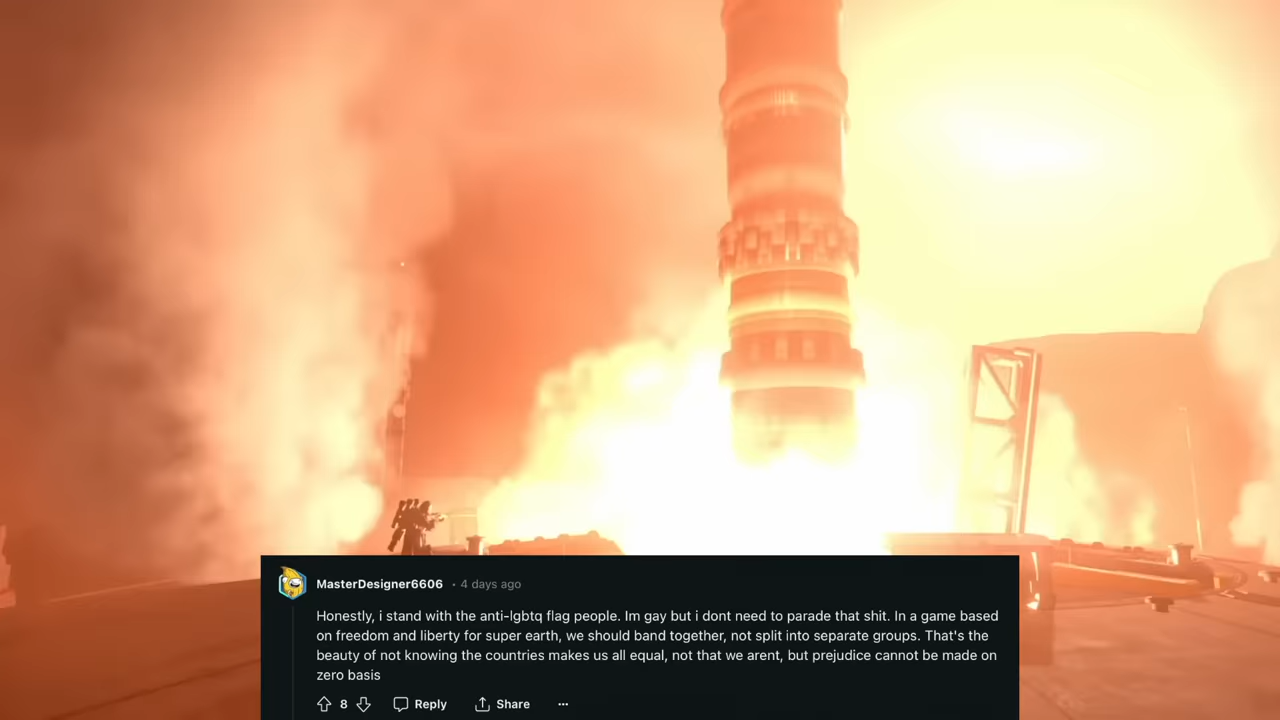 MasterDesigner6606 · 4 days ago
Honestly, i stand with the anti-lgbtq flag people. Im gay but i dont need to parade that shit. In a game based
on freedom and liberty for super earth, we should band together, not split into separate groups. That's the
beauty of not knowing the countries makes us all equal, not that we arent, but prejudice cannot be made on
zero basis
8 Reply Share ...